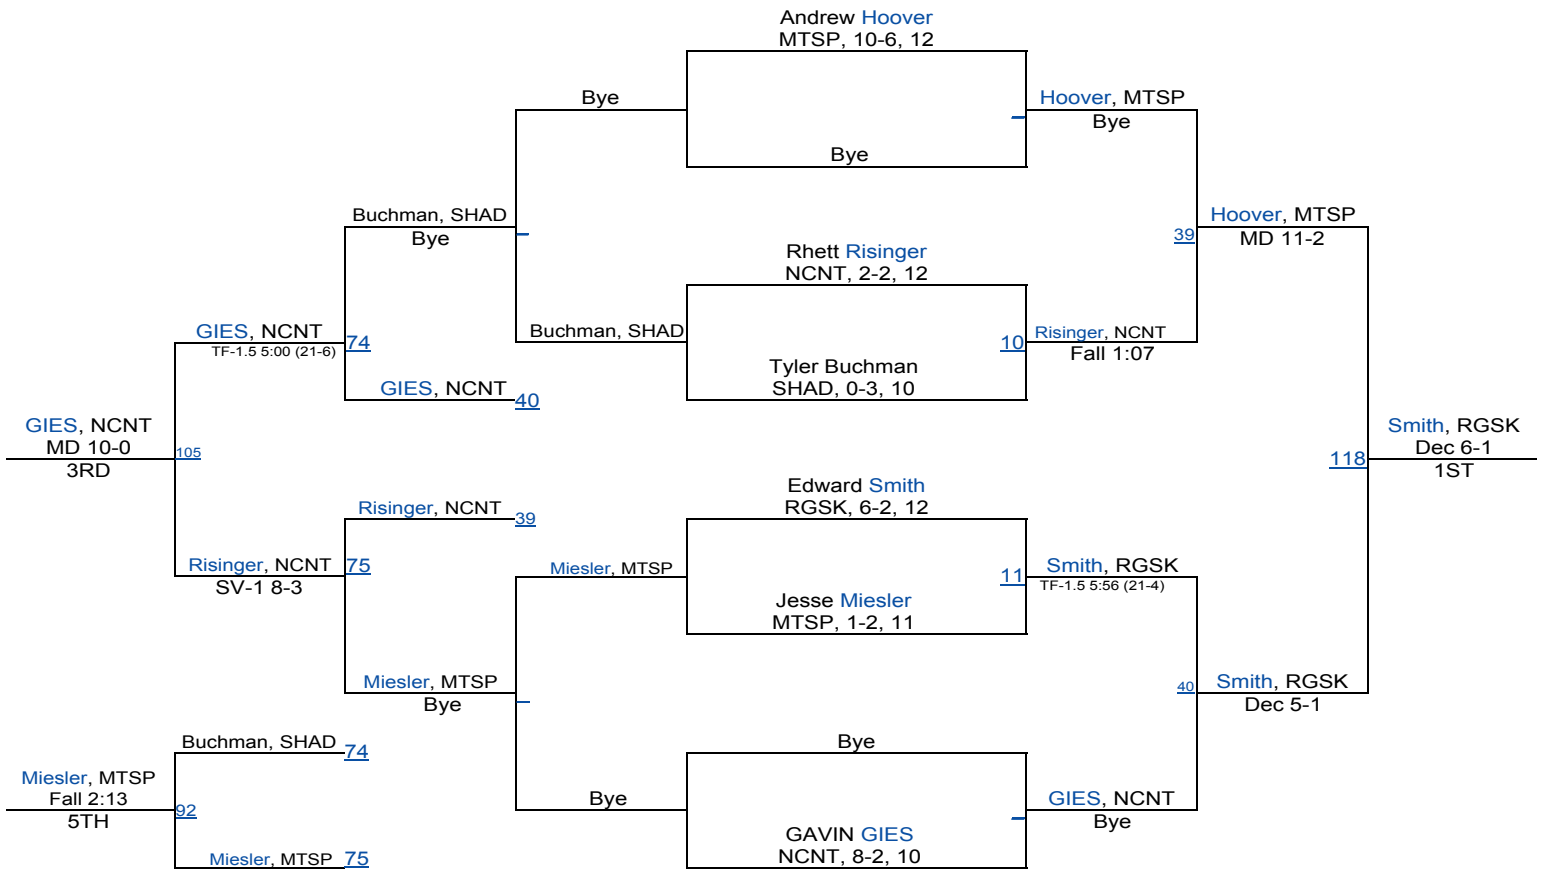 Andrew Hoover
MTSP, 10-6, 12
Bye
Hoover, MTSP
Bye
Bye
Buchman, SHAD
Bye
Hoover, MTSP
39
MD 11-2
Rhett Risinger
NCNT, 2-2, 12
GIES, NCNT
TF-1.5 5:00 (21-6)
74
Buchman, SHAD
10
Risinger, NCNT
Fall 1:07
Tyler Buchman
SHAD, 0-3, 10
GIES, NCNT
40
GIES, NCNT
MD 10-0
3RD
105
Smith, RGSK
Dec 6-1
1ST
118
Edward Smith
RGSK, 6-2, 12
Risinger, NCNT
39
Risinger, NCNT
SV-1 8-3
75
Miesler, MTSP
11
Smith, RGSK
TF-1.5 5:56 (21-4)
Jesse Miesler
MTSP, 1-2, 11
Miesler, MTSP
Bye
40
Smith, RGSK
Dec 5-1
Buchman, SHAD
74
Bye
Miesler, MTSP
Fall 2:13
5TH
92
Bye
GIES, NCNT
Bye
GAVIN GIES
NCNT, 8-2, 10
Miesler, MTSP
75